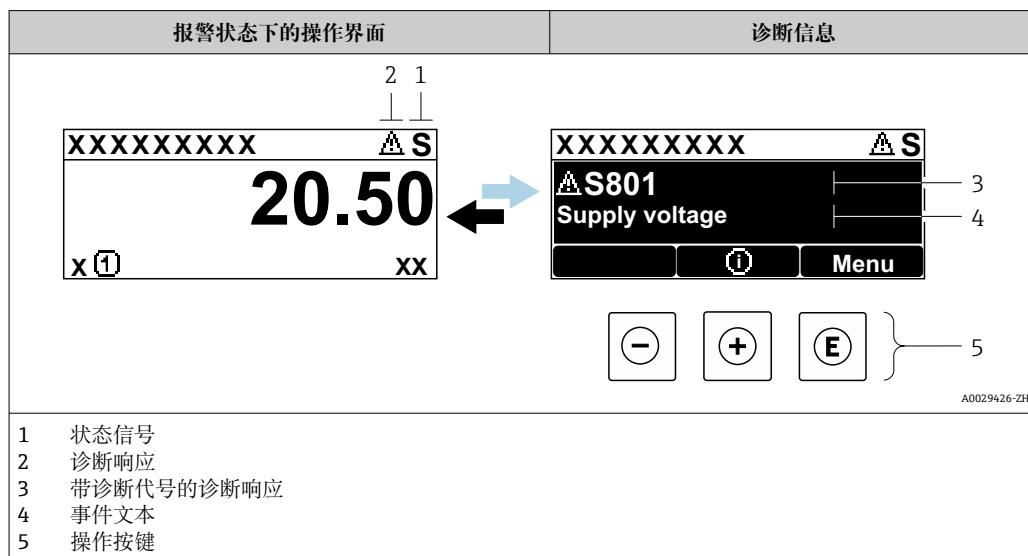 报警状态下的操作界面
诊断信息
2 1
XXXXXXXXX ⚠ S
20.50
X ① XX
XXXXXXXXX ⚠ S
⚠S801
Supply voltage
ⓘ Menu
3
4
− + E
5
A0029426-ZH
1 状态信号
2 诊断响应
3 带诊断代号的诊断响应
4 事件文本
5 操作按键